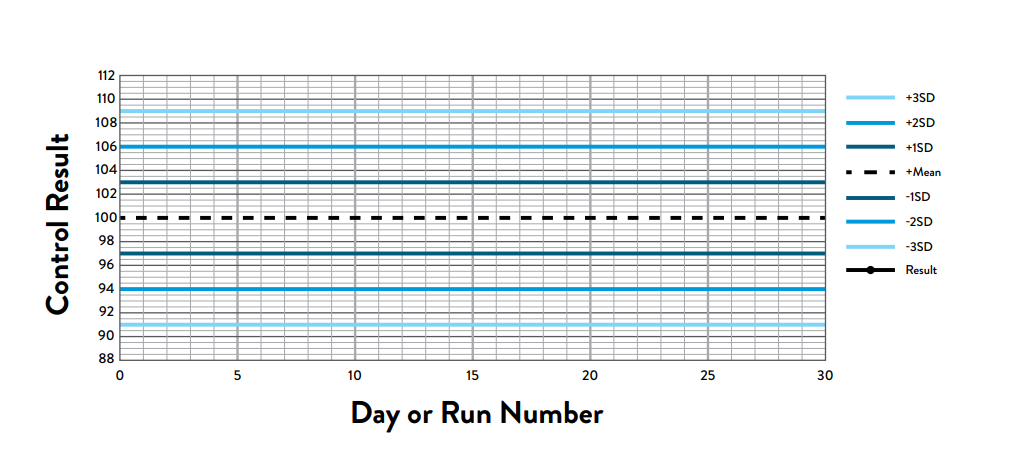 112
110
108
106
104
102
100
98
96
94
92
90
88
0 5 10 15 20 25 30
Control Result
Day or Run Number
+3SD
+2SD
+1SD
+Mean
-1SD
-2SD
-3SD
Result